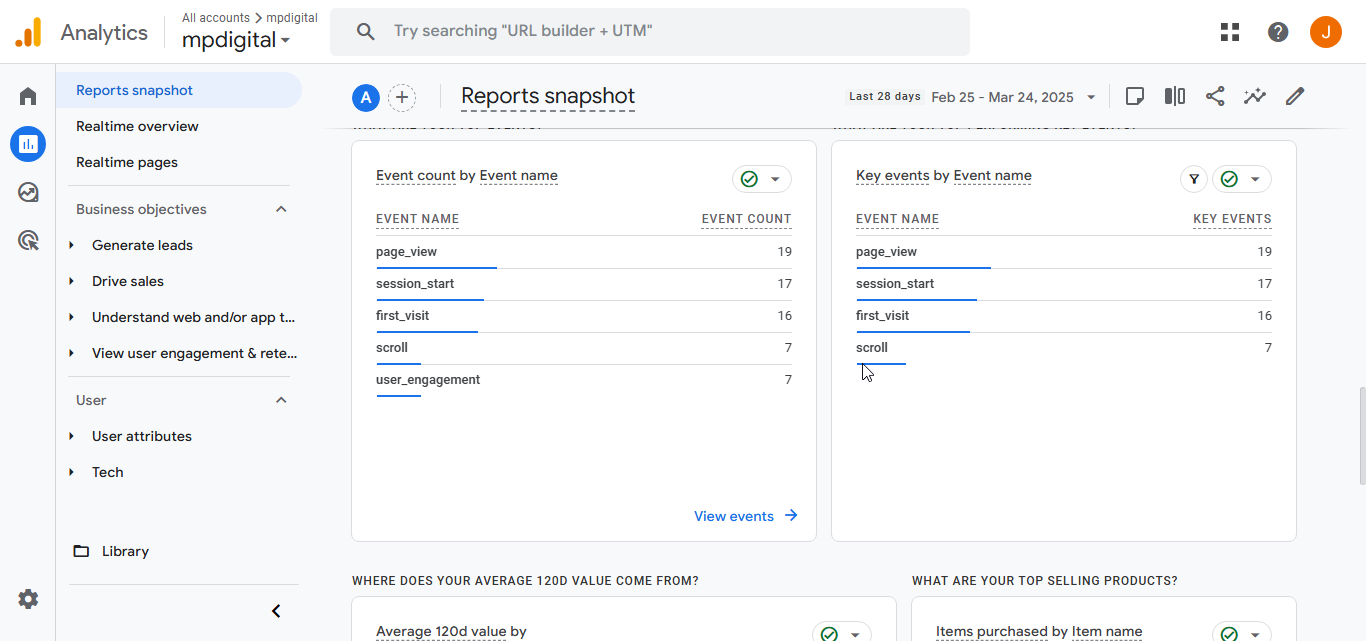 Analytics
All accounts > mpdigital
mpdigital
Try searching "URL builder + UTM"
J
Reports snapshot
Realtime overview
Realtime pages
Business objectives
Generate leads
Drive sales
Understand web and/or app t...
View user engagement & rete...
User
User attributes
Tech
Library
A
Reports snapshot
Last 28 days Feb 25 - Mar 24, 2025
Event count by Event name
EVENT NAME EVENT COUNT
page_view 19
session_start 17
first_visit 16
scroll 7
user_engagement 7
View events
Key events by Event name
EVENT NAME KEY EVENTS
page_view 19
session_start 17
first_visit 16
scroll 7
WHERE DOES YOUR AVERAGE 120D VALUE COME FROM?
Average 120d value by
WHAT ARE YOUR TOP SELLING PRODUCTS?
Items purchased by Item name